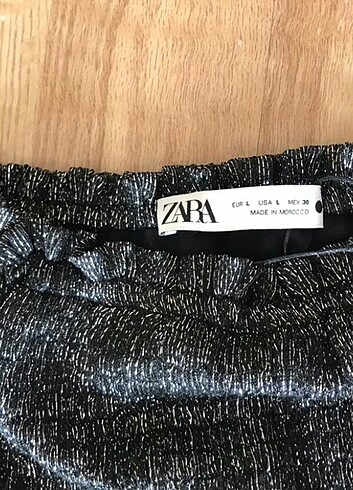 ZARA
EUR L USA L MEX 30
MADE IN MOROCCO